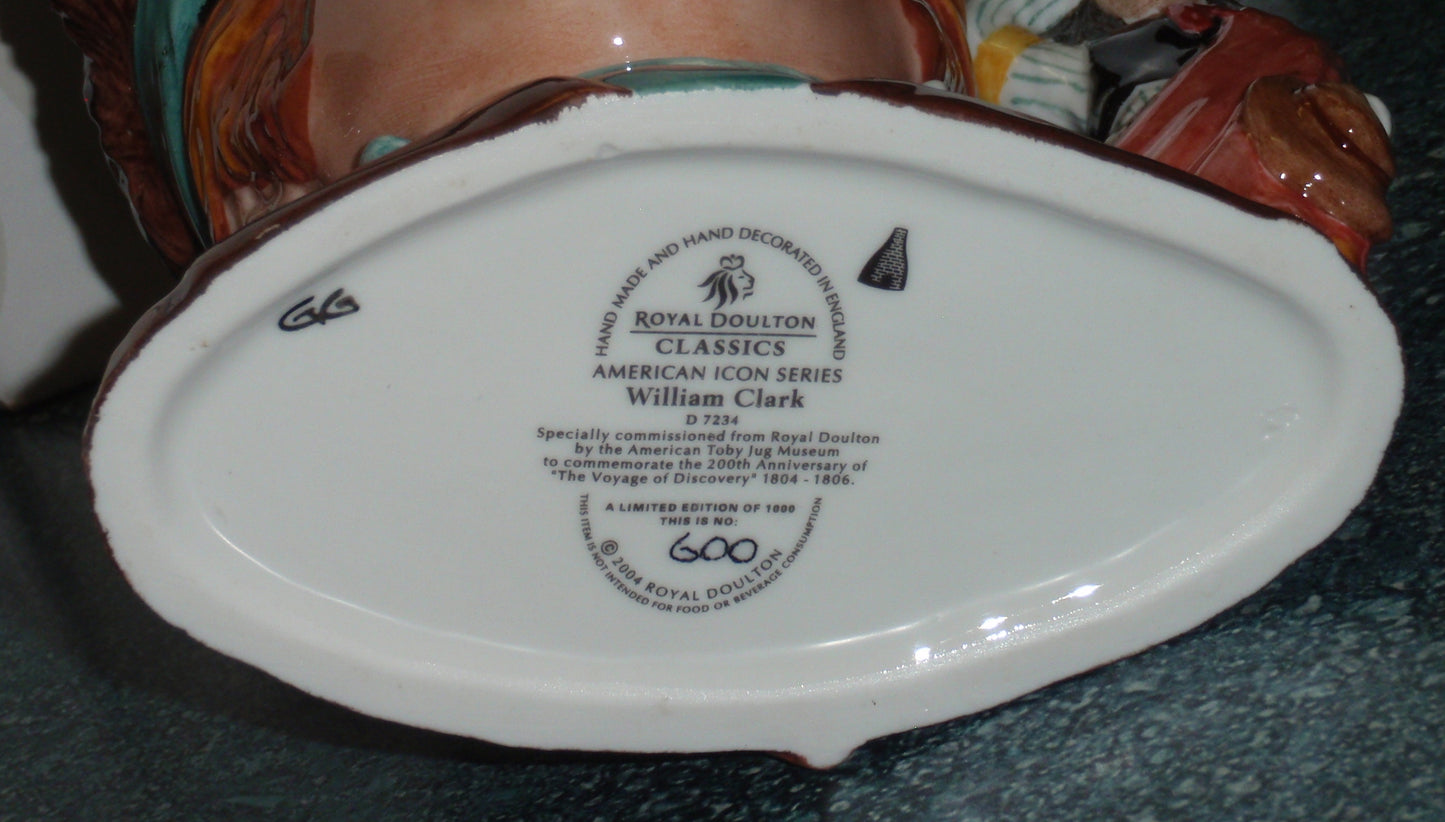 HAND MADE AND HAND DECORATED IN ENGLAND
ROYAL DOULTON
CLASSICS
AMERICAN ICON SERIES
William Clark
D 7234
Specially commissioned from Royal Doulton
by the American Toby Jug Museum
to commemorate the 200th Anniversary of
"The Voyage of Discovery" 1804 - 1806.
A LIMITED EDITION OF 1000
THIS IS NO:
600
© 2004 ROYAL DOULTON
THIS ITEM IS NOT INTENDED FOR FOOD OR BEVERAGE CONSUMPTION
GG